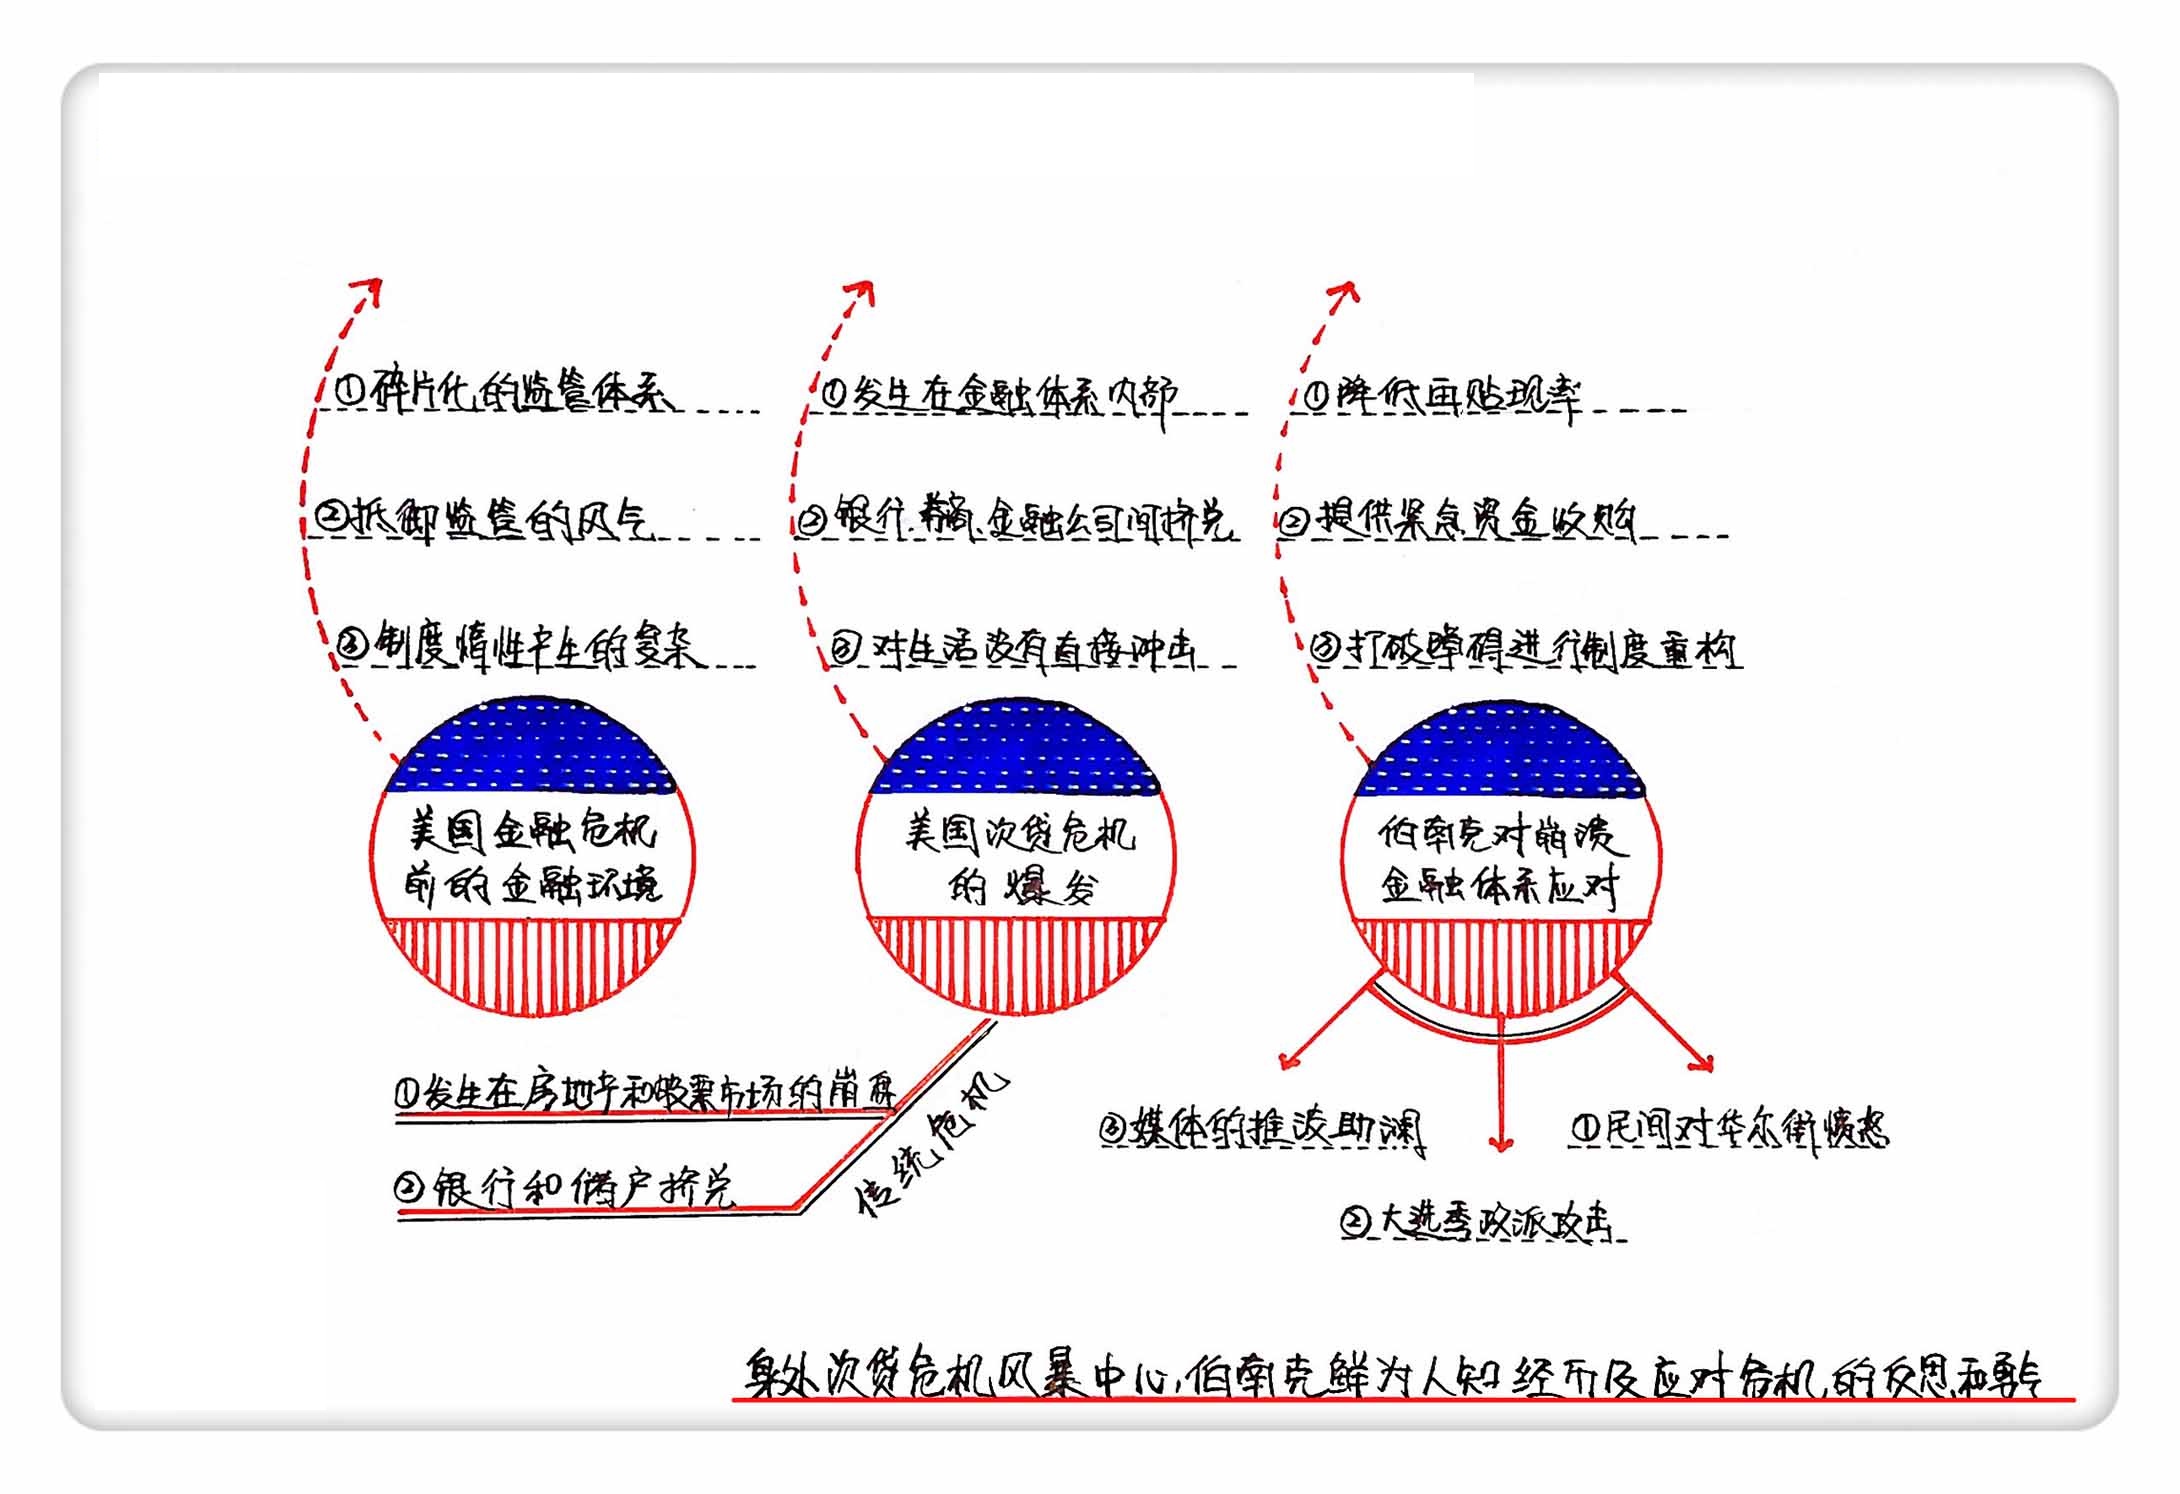 ①碎片化的监管体系
②抵御监管的风气
③制度惰性产生的复杂
美国金融危机
前的金融环境
①发生在金融体系内部
②银行、券商、金融公司间挤兑
③对生活没有直接冲击
美国次贷危机
的爆发
①发生在房地产和股票市场的崩盘
②银行和储户挤兑
传统危机
①降低再贴现率
②提供紧急资金收购
③打破障碍进行制度重构
伯南克对崩溃
金融体系应对
①民间对华尔街愤怒
②大选季政派攻击
③媒体的推波助澜
身处次贷危机风暴中心,伯南克鲜为人知经历及应对危机的反思和勇气